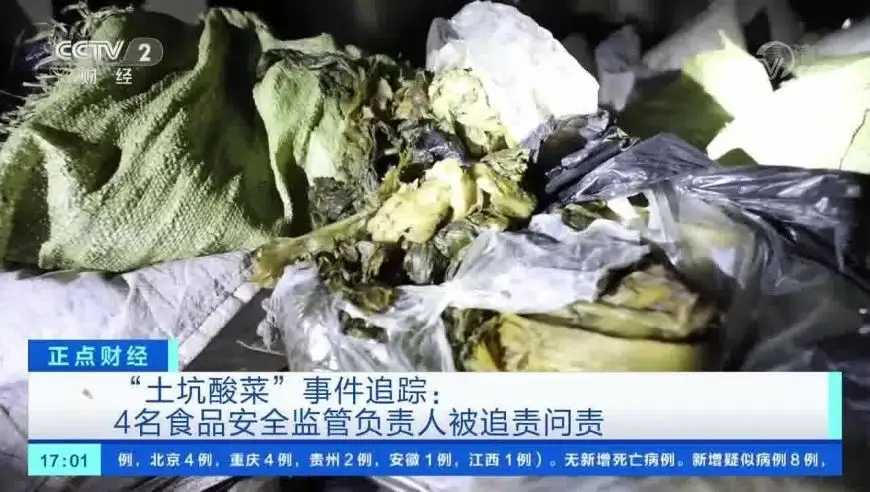 CCTV 2
财经
正点财经
“土坑酸菜”事件追踪：
4名食品安全监管负责人被追责问责
17:01 例，北京4例，重庆4例，贵州2例，安徽1例，江西1例）。无新增死亡病例。新增疑似病例8例，